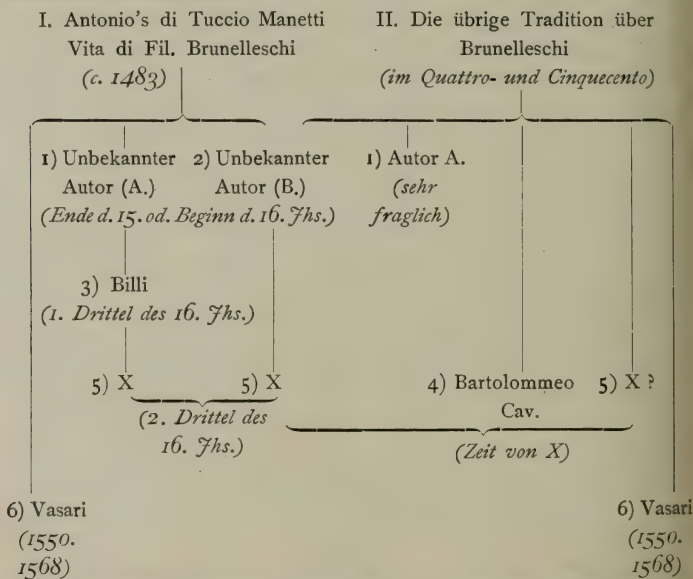 I. Antonio's di Tuccio Manetti
Vita di Fil. Brunelleschi
(c. 1483)
II. Die übrige Tradition über
Brunelleschi
(im Quattro- und Cinquecento)
1) Unbekannter
Autor (A.)
2) Unbekannter
Autor (B.)
(Ende d. 15. od. Beginn d. 16. Jhs.)
1) Autor A.
(sehr
fraglich)
3) Billi
(1. Drittel des 16. Jhs.)
5) X
5) X
(2. Drittel des
16. Jhs.)
4) Bartolommeo
Cav.
5) X ?
(Zeit von X)
6) Vasari
(1550.
1568)
6) Vasari
(1550.
1568)